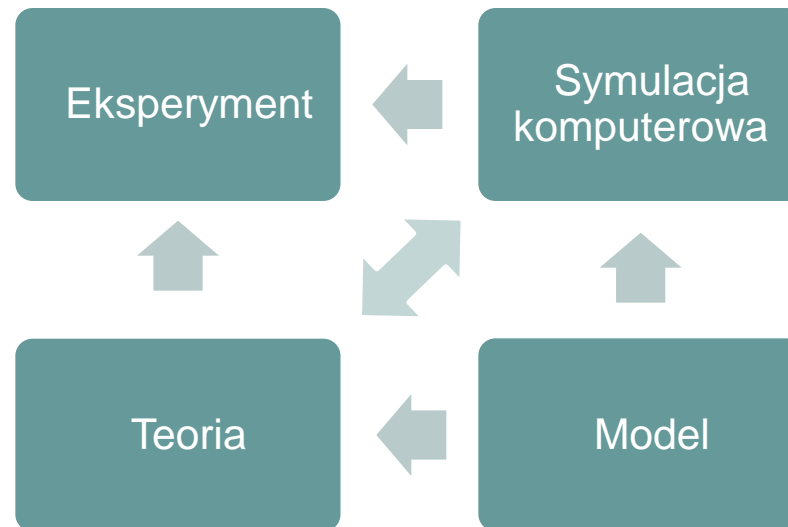 Eksperyment
Symulacja
komputerowa
Teoria
Model